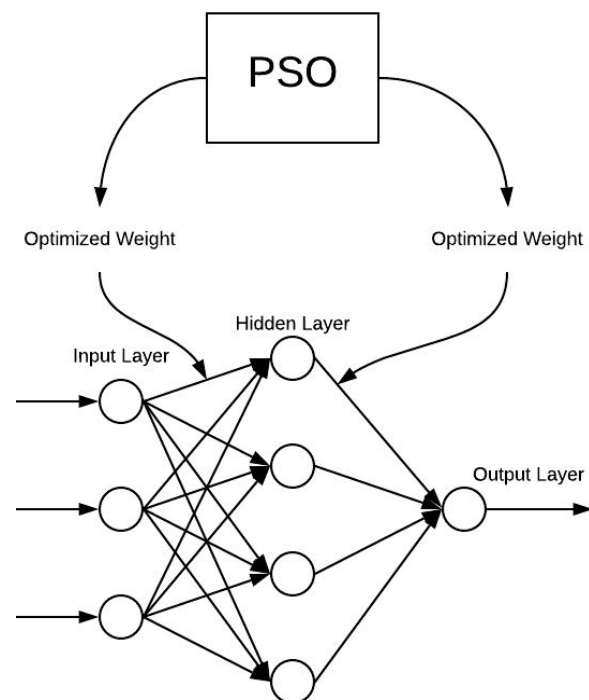 PSO
Optimized Weight
Optimized Weight
Hidden Layer
Input Layer
Output Layer